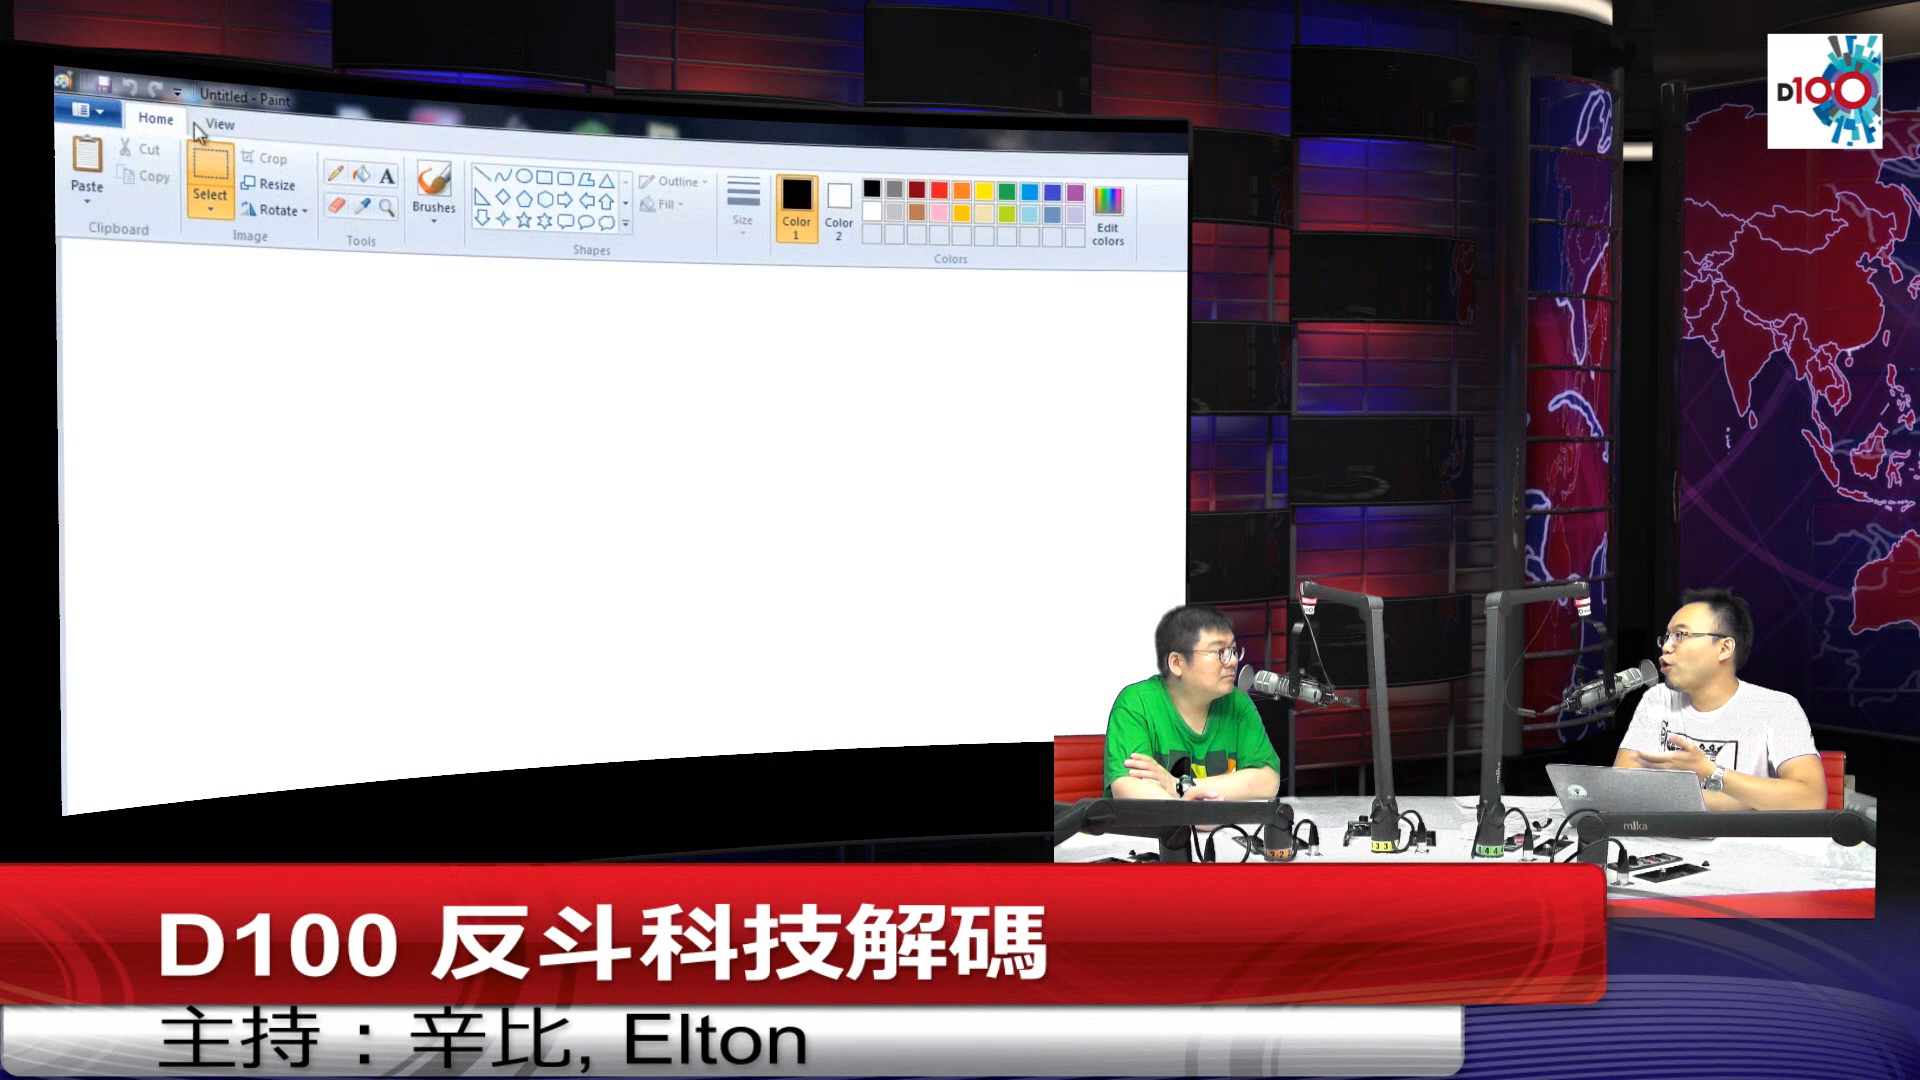 D100
Untitled - Paint
Home
View
Paste
Cut
Copy
Clipboard
Select
Crop
Resize
Rotate
Image
A
Tools
Brushes
Shapes
Outline
Fill
Size
Color 1
Color 2
Colors
Edit colors
mika
D100 反斗科技解碼
主持：辛比, Elton